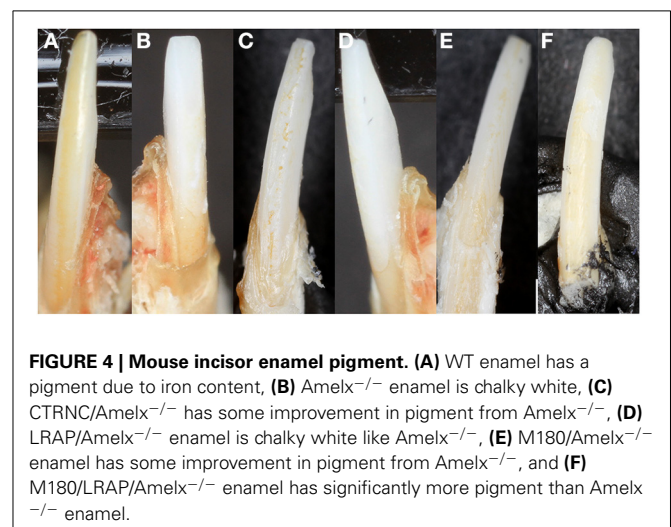 A B C D E F
FIGURE 4 | Mouse incisor enamel pigment. (A) WT enamel has a
pigment due to iron content, (B) Amelx−/− enamel is chalky white, (C)
CTRNC/Amelx−/− has some improvement in pigment from Amelx−/−, (D)
LRAP/Amelx−/− enamel is chalky white like Amelx−/−, (E) M180/Amelx−/−
enamel has some improvement in pigment from Amelx−/−, and (F)
M180/LRAP/Amelx−/− enamel has significantly more pigment than Amelx
−/− enamel.